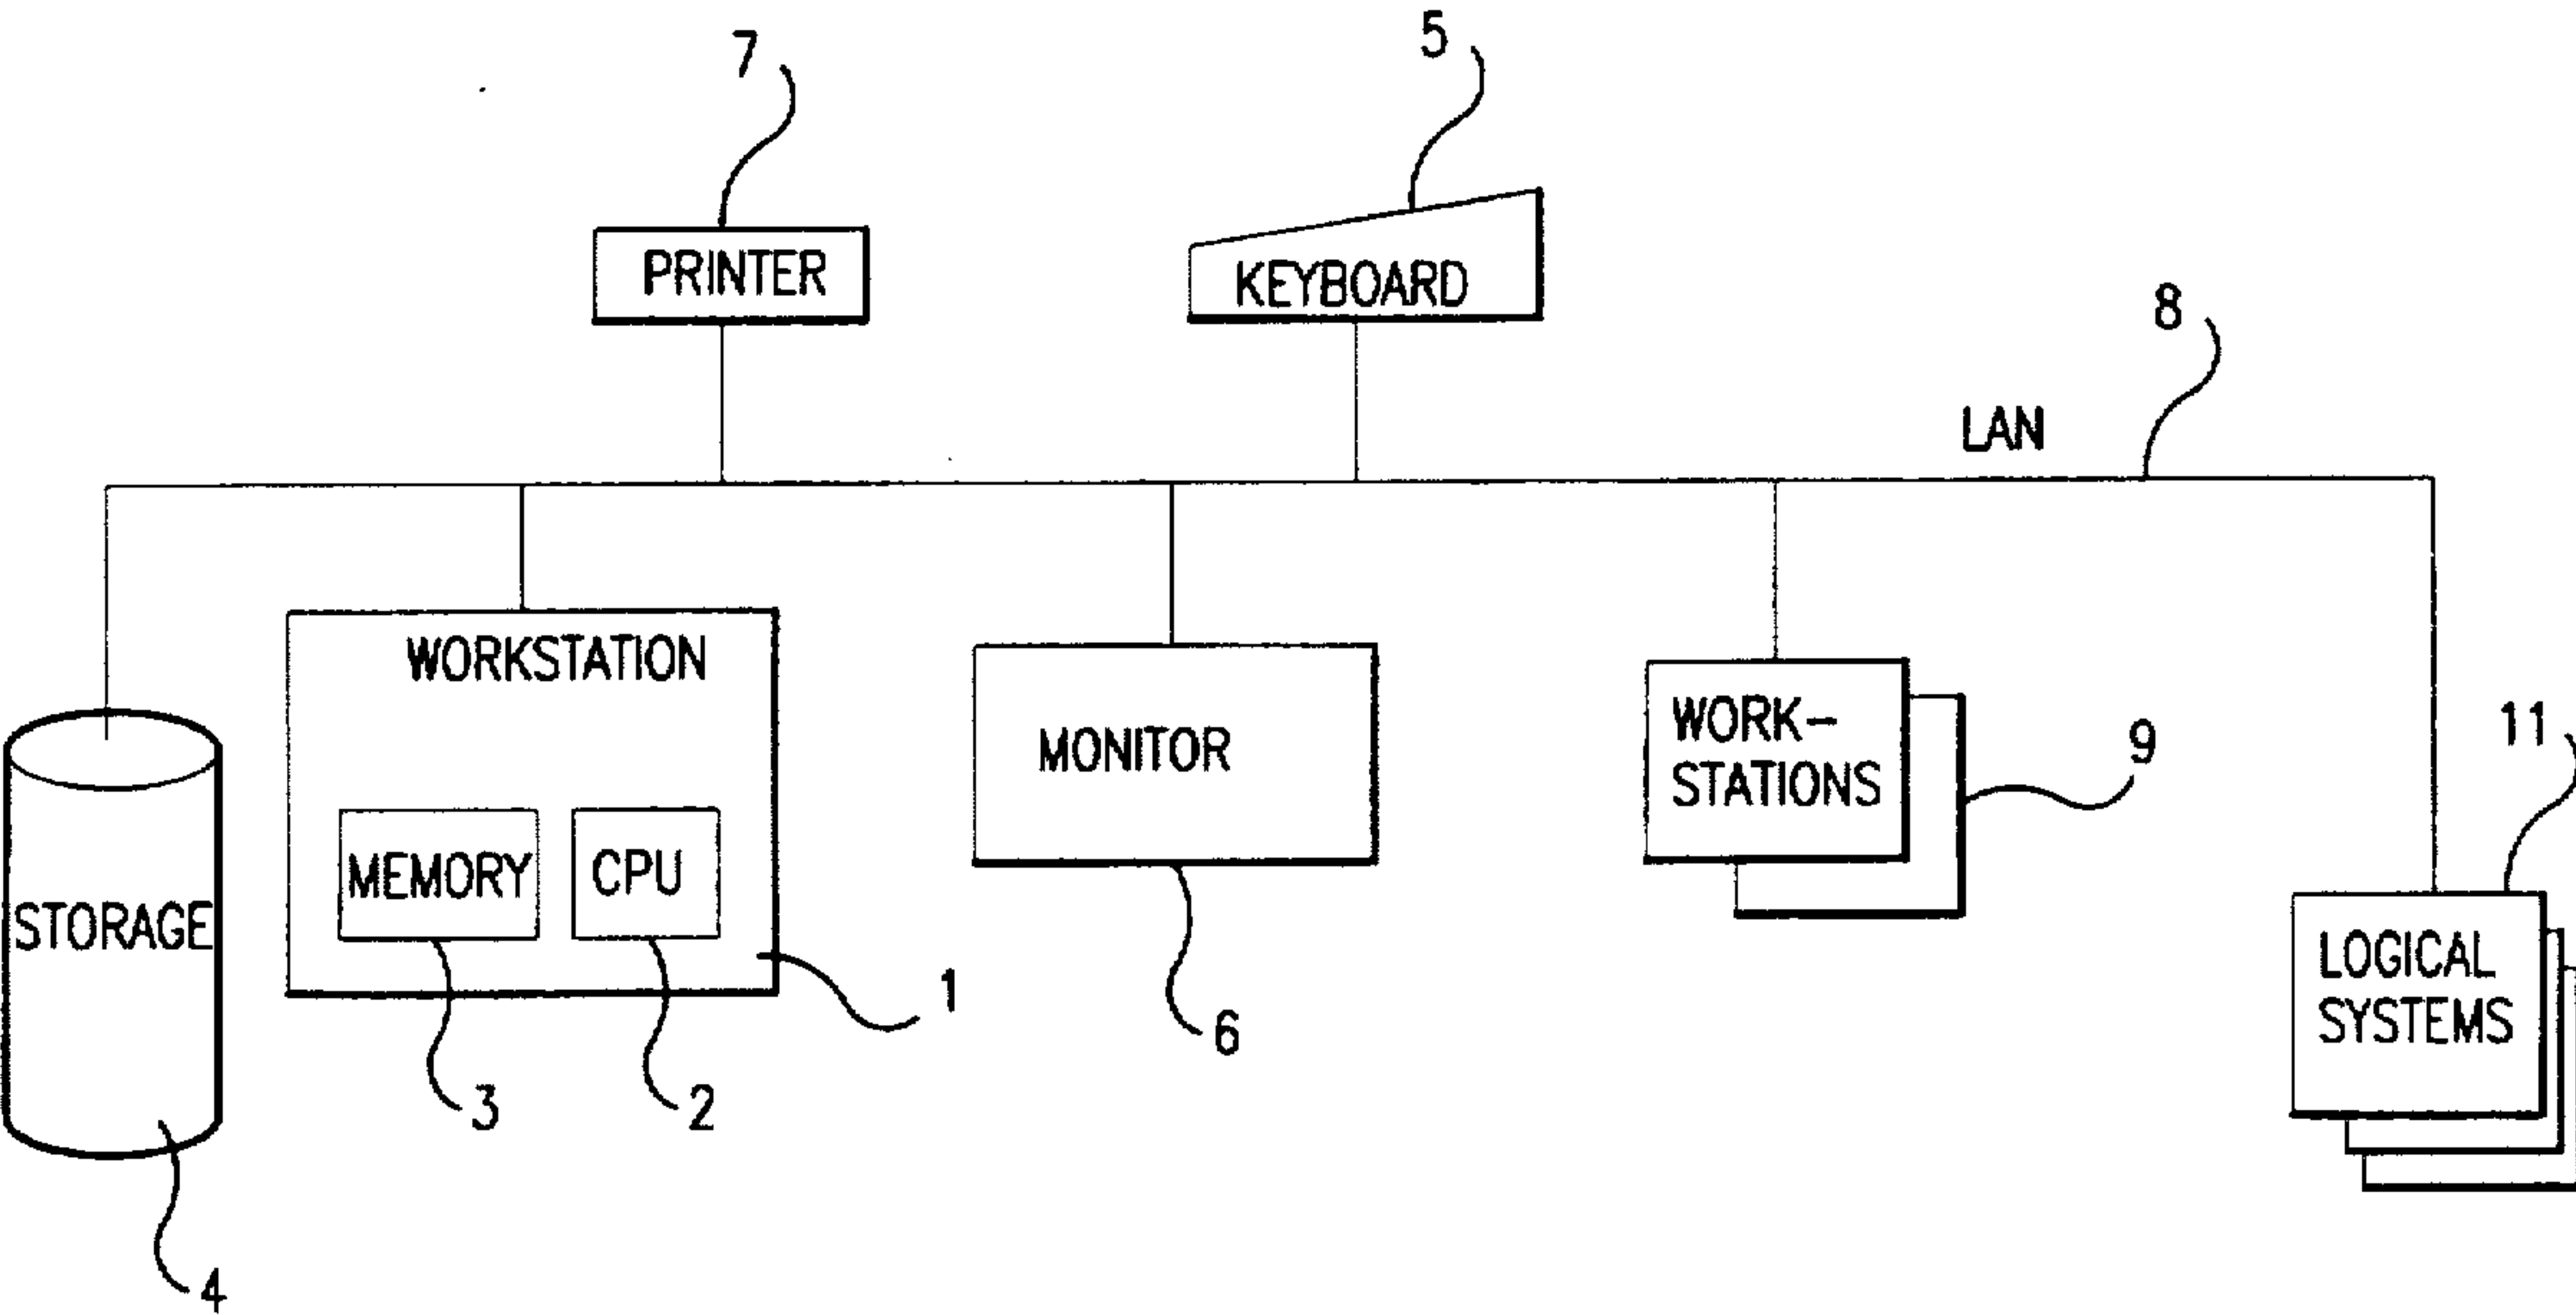 7
5
PRINTER
KEYBOARD
8
LAN
WORKSTATION
MONITOR
WORK-
STATIONS
9
11
MEMORY
CPU
STORAGE
LOGICAL
SYSTEMS
1
6
3
2
4